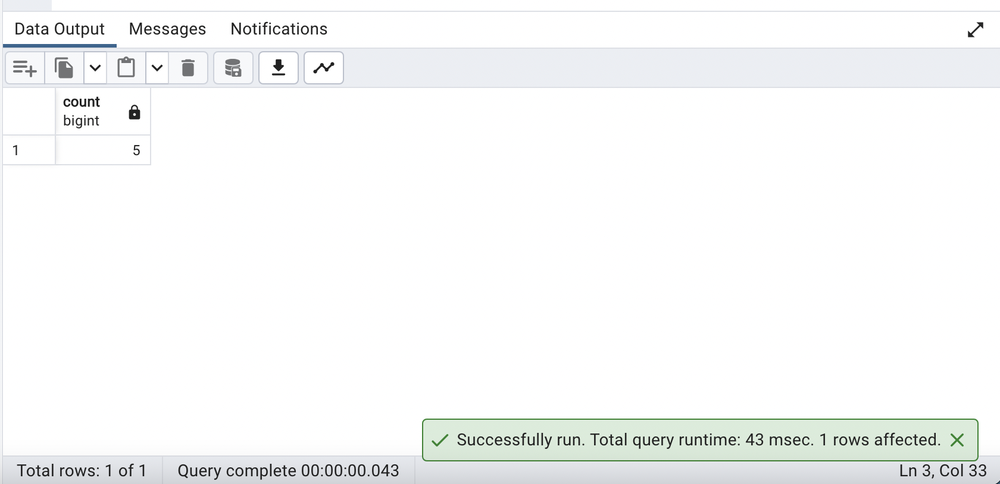 Data Output Messages Notifications
count
bigint
1 5
Successfully run. Total query runtime: 43 msec. 1 rows affected.
Total rows: 1 of 1 Query complete 00:00:00.043 Ln 3, Col 33